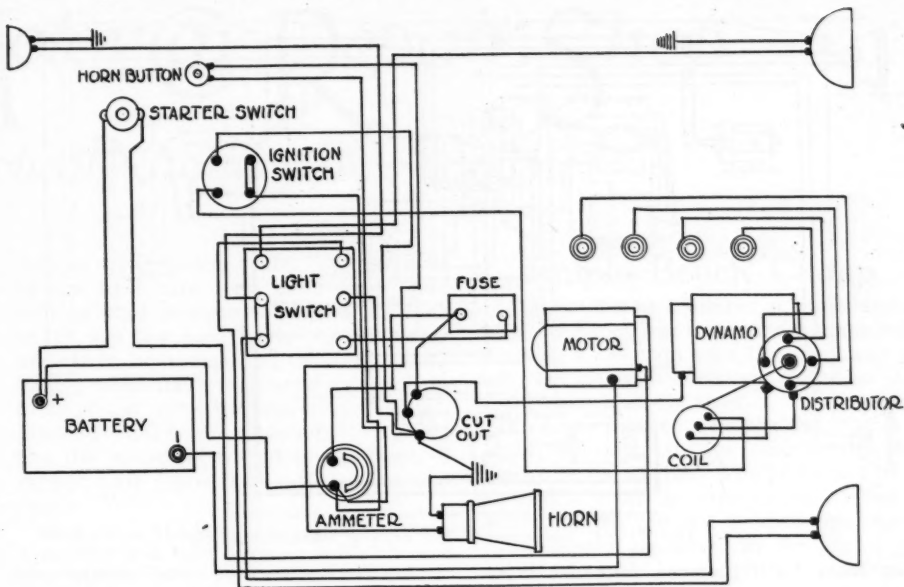 HORN BUTTON
STARTER SWITCH
IGNITION
SWITCH
LIGHT
SWITCH
FUSE
MOTOR
DYNAMO
+
BATTERY
-
CUT
OUT
DISTRIBUTOR
COIL
AMMETER
HORN